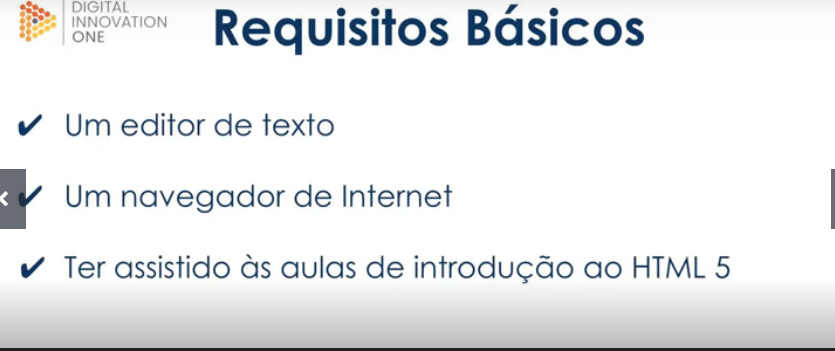 DIGITAL
INNOVATION
ONE
Requisitos Básicos
✔ Um editor de texto
✔ Um navegador de Internet
✔ Ter assistido às aulas de introdução ao HTML 5